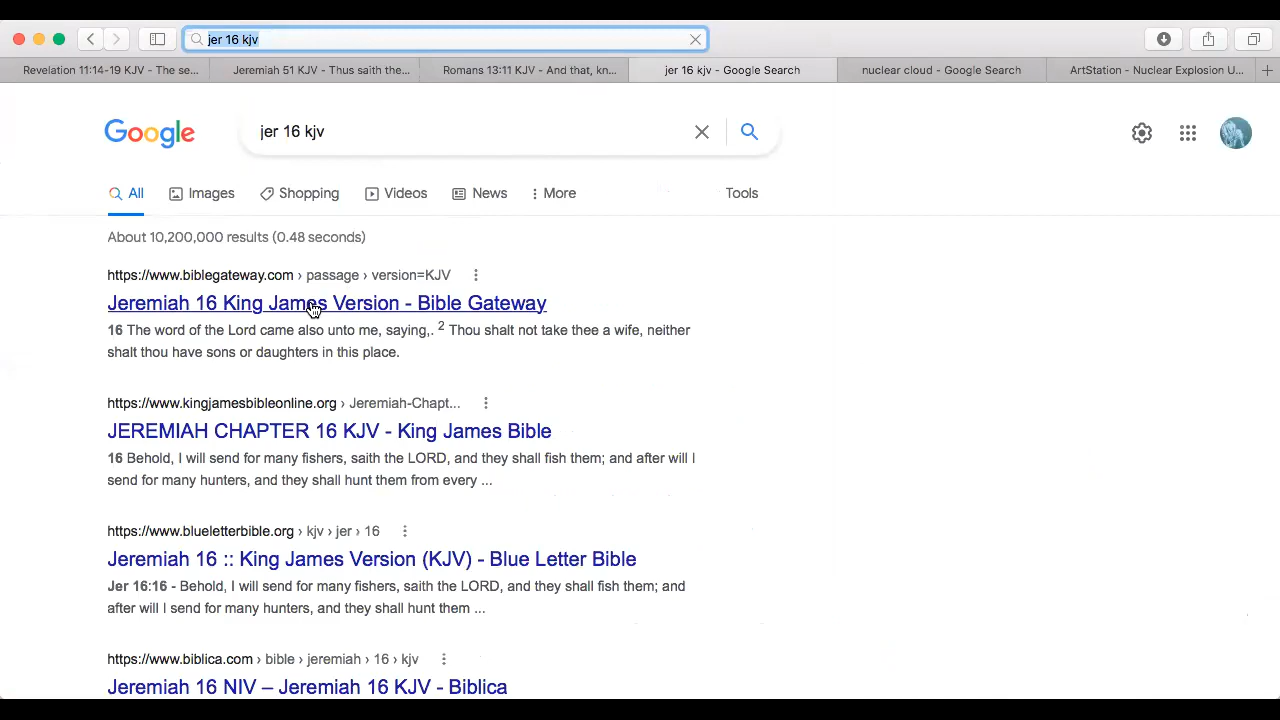 jer 16 kjv
Revelation 11:14-19 KJV - The se...
Jeremiah 51 KJV - Thus saith the...
Romans 13:11 KJV - And that, kn...
jer 16 kjv - Google Search
nuclear cloud - Google Search
ArtStation - Nuclear Explosion U...
Google
jer 16 kjv
All
Images
Shopping
Videos
News
More
Tools
About 10,200,000 results (0.48 seconds)
https://www.biblegateway.com › passage › version=KJV
Jeremiah 16 King James Version - Bible Gateway
16 The word of the Lord came also unto me, saying,. 2 Thou shalt not take thee a wife, neither
shalt thou have sons or daughters in this place.
https://www.kingjamesbibleonline.org › Jeremiah-Chapt...
JEREMIAH CHAPTER 16 KJV - King James Bible
16 Behold, I will send for many fishers, saith the LORD, and they shall fish them; and after will I
send for many hunters, and they shall hunt them from every ...
https://www.blueletterbible.org › kjv › jer › 16
Jeremiah 16 :: King James Version (KJV) - Blue Letter Bible
Jer 16:16 - Behold, I will send for many fishers, saith the LORD, and they shall fish them; and
after will I send for many hunters, and they shall hunt them ...
https://www.biblica.com › bible › jeremiah › 16 › kjv
Jeremiah 16 NIV – Jeremiah 16 KJV - Biblica